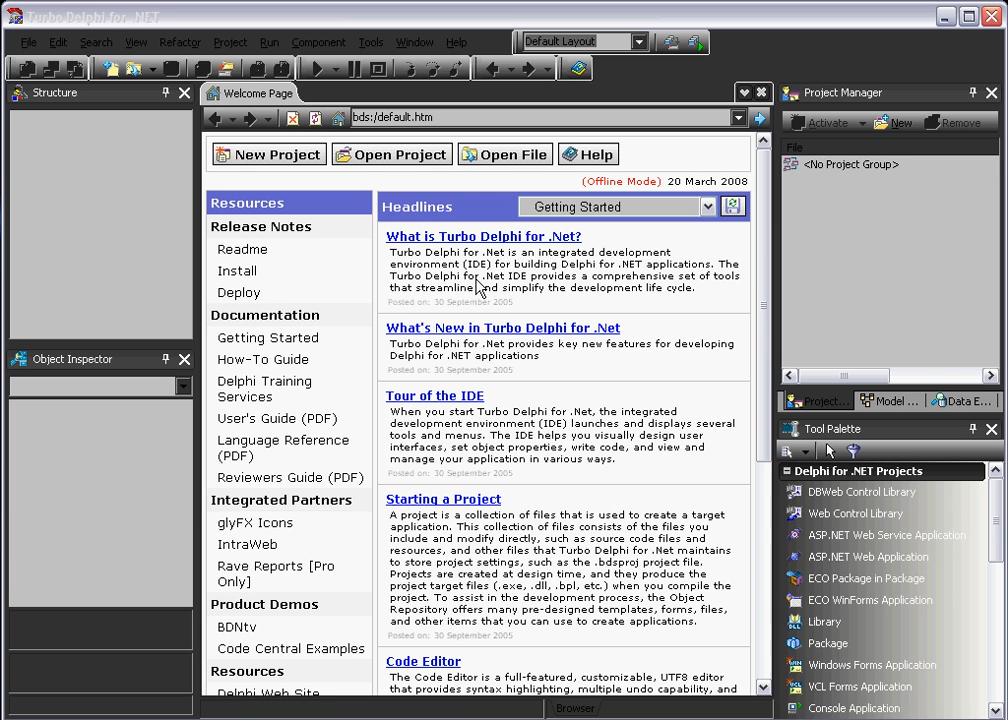 Turbo Delphi for .NET
File Edit Search View Refactor Project Run Component Tools Window Help
Default Layout
Structure
Welcome Page
Project Manager
bds:/default.htm
Activate New Remove
File
<No Project Group>
New Project Open Project Open File Help
(Offline Mode) 20 March 2008
Resources
Release Notes
Readme
Install
Deploy
Documentation
Getting Started
How-To Guide
Delphi Training
Services
User's Guide (PDF)
Language Reference
(PDF)
Reviewers Guide (PDF)
Integrated Partners
glyFX Icons
IntraWeb
Rave Reports [Pro
Only]
Product Demos
BDNtv
Code Central Examples
Resources
Delphi Web Site
Headlines
Getting Started
What is Turbo Delphi for .Net?
Turbo Delphi for .Net is an integrated development
environment (IDE) for building Delphi for .NET applications. The
Turbo Delphi for .Net IDE provides a comprehensive set of tools
that streamline and simplify the development life cycle.
Posted on: 30 September 2005
What's New in Turbo Delphi for .Net
Turbo Delphi for .Net provides key new features for developing
Delphi for .NET applications
Posted on: 30 September 2005
Tour of the IDE
When you start Turbo Delphi for .Net, the integrated
development environment (IDE) launches and displays several
tools and menus. The IDE helps you visually design user
interfaces, set object properties, write code, and view and
manage your application in various ways.
Posted on: 30 September 2005
Starting a Project
A project is a collection of files that is used to create a target
application. This collection of files consists of the files you
include and modify directly, such as source code files and
resources, and other files that Turbo Delphi for .Net maintains
to store project settings, such as the .bdsproj project file.
Projects are created at design time, and they produce the
project target files (.exe, .dll, .bpl, etc.) when you compile the
project. To assist in the development process, the Object
Repository offers many pre-designed templates, forms, files,
and other items that you can use to create applications.
Posted on: 30 September 2005
Code Editor
The Code Editor is a full-featured, customizable, UTF8 editor
that provides syntax highlighting, multiple undo capability, and
Object Inspector
Project... Model ... Data E...
Tool Palette
Delphi for .NET Projects
DBWeb Control Library
Web Control Library
ASP.NET Web Service Application
ASP.NET Web Application
ECO Package in Package
ECO WinForms Application
Library
Package
Windows Forms Application
VCL Forms Application
Console Application
Browser